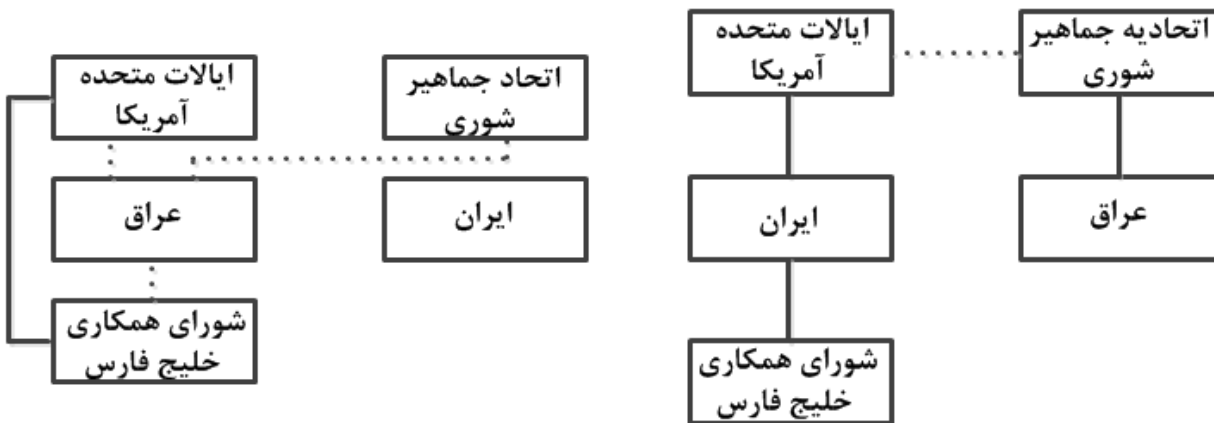 ایالات متحده
آمریکا
اتحاد جماهیر
شوری
عراق
ایران
شورای همکاری
خلیج فارس
ایالات متحده
آمریکا
اتحادیه جماهیر
شوری
ایران
عراق
شورای همکاری
خلیج فارس